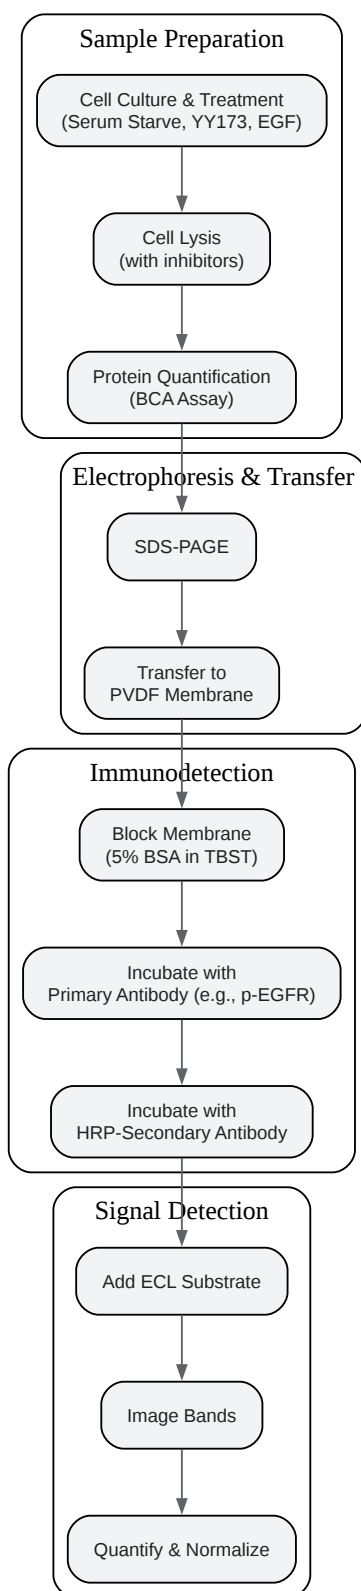 Sample Preparation
Cell Culture & Treatment
(Serum Starve, YY173, EGF)
Cell Lysis
(with inhibitors)
Protein Quantification
(BCA Assay)
Electrophoresis & Transfer
SDS-PAGE
Transfer to
PVDF Membrane
Immunodetection
Block Membrane
(5% BSA in TBST)
Incubate with
Primary Antibody (e.g., p-EGFR)
Incubate with
HRP-Secondary Antibody
Signal Detection
Add ECL Substrate
Image Bands
Quantify & Normalize